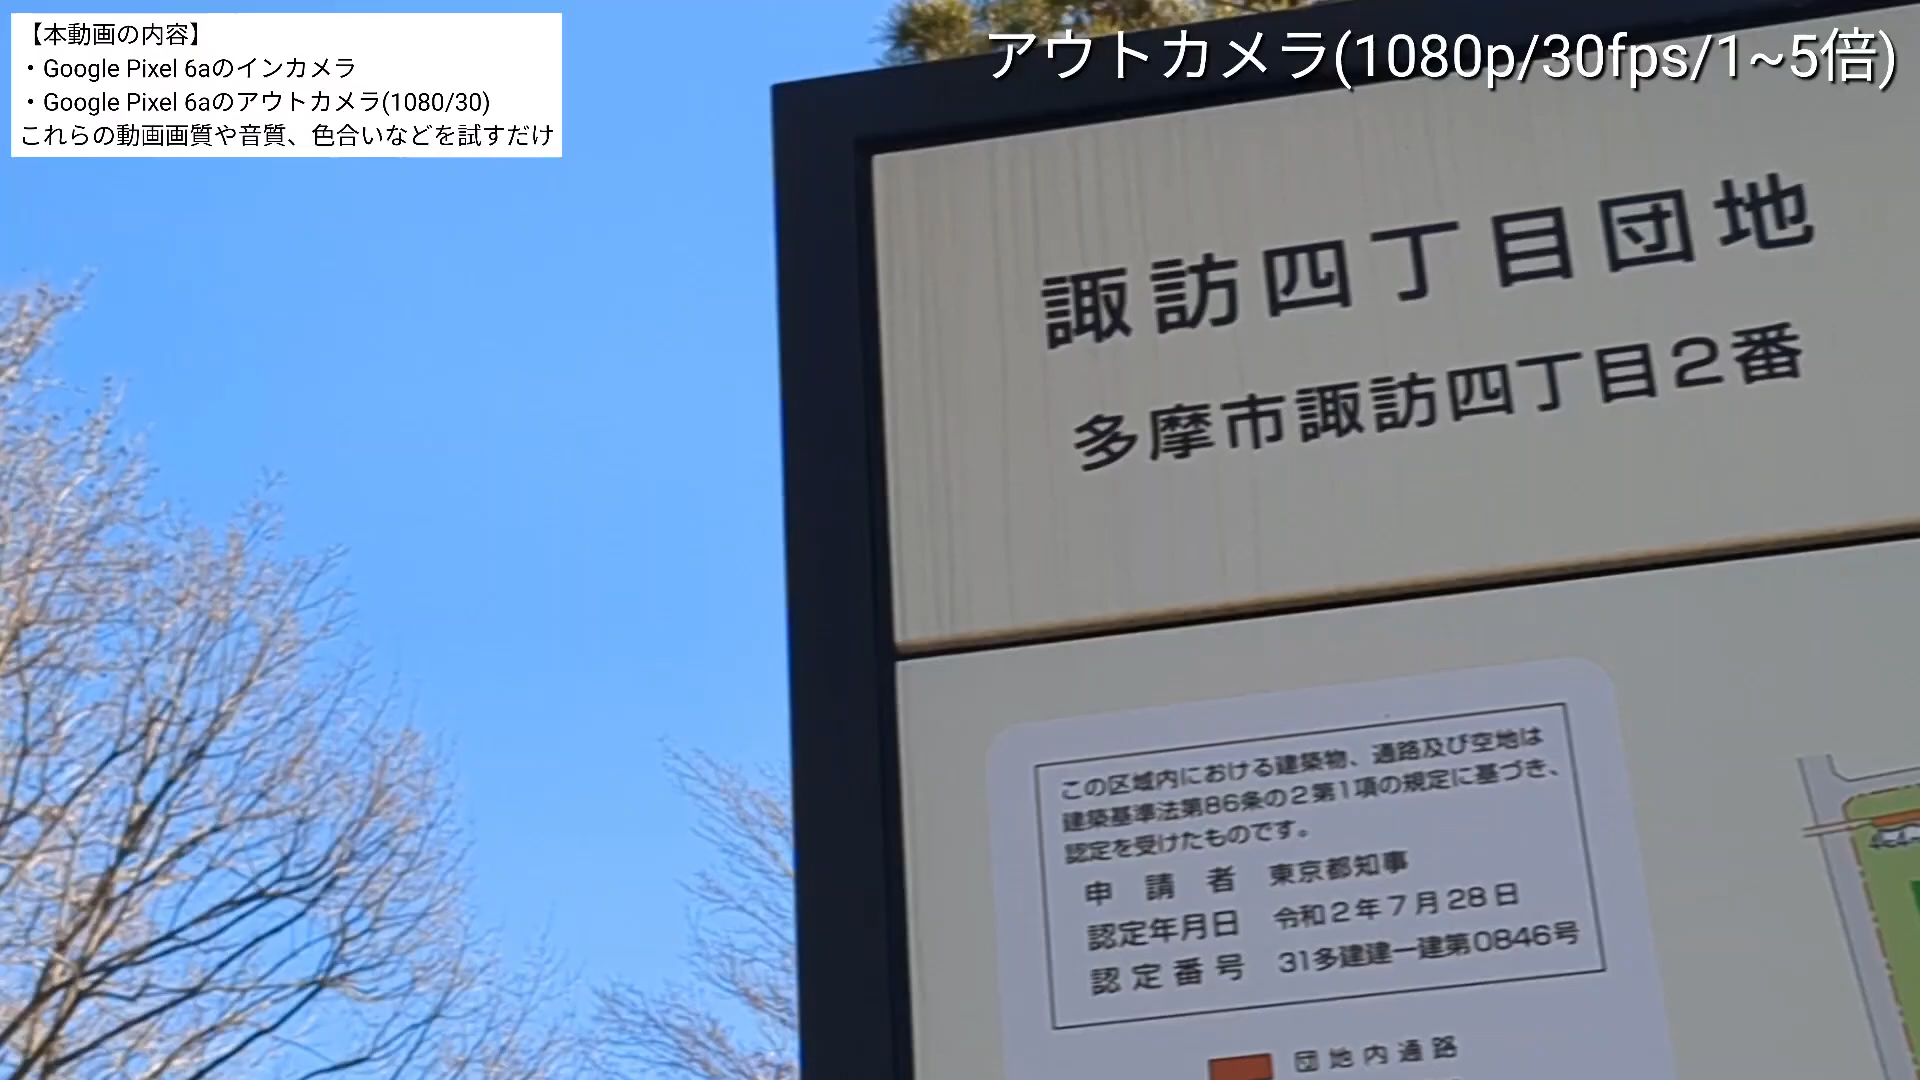 【本動画の内容】
・Google Pixel 6aのインカメラ
・Google Pixel 6aのアウトカメラ(1080/30)
これらの動画画質や音質、色合いなどを試すだけ
アウトカメラ(1080p/30fps/1~5倍)
諏訪四丁目団地
多摩市諏訪四丁目2番
この区域内における建築物、通路及び空地は
建築基準法第86条の2第1項の規定に基づき、
認定を受けたものです。
申請者 東京都知事
認定年月日 令和2年7月28日
認定番号 31多建建一建第0846号
団地内通路